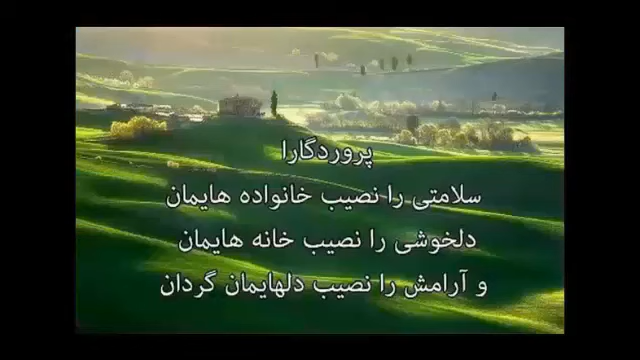 پروردگارا
سلامتی را نصیب خانواده هایمان
دلخوشی را نصیب خانه هایمان
و آرامش را نصیب دلهایمان گردان